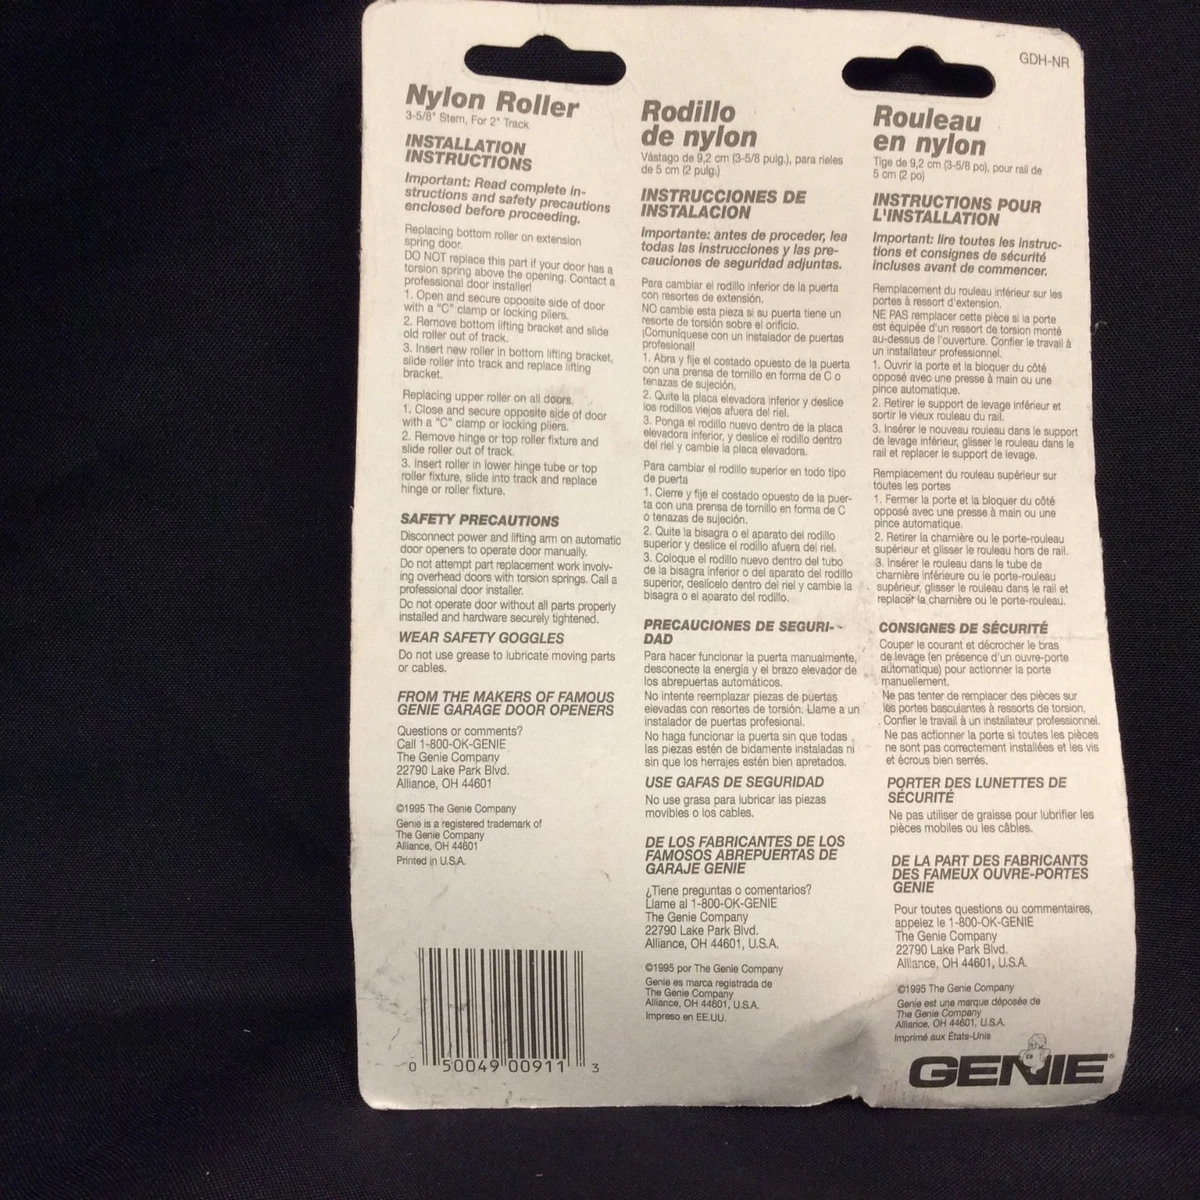 GDH-NR
Nylon Roller
3-5/8" Stem, For 2" Track
INSTALLATION
INSTRUCTIONS
Important: Read complete in-
structions and safety precautions
enclosed before proceeding.
Replacing bottom roller on extension
spring door.
DO NOT replace this part if your door has a
torsion spring above the opening. Contact a
professional door installer!
1. Open and secure opposite side of door
with a "C" clamp or locking pliers.
2. Remove bottom lifting bracket and slide
old roller out of track.
3. Insert new roller in bottom lifting bracket,
slide roller into track and replace lifting
bracket.
Replacing upper roller on all doors.
1. Close and secure opposite side of door
with a "C" clamp or locking pliers.
2. Remove hinge or top roller fixture and
slide roller out of track.
3. Insert roller in lower hinge tube or top
roller fixture, slide into track and replace
hinge or roller fixture.
SAFETY PRECAUTIONS
Disconnect power and lifting arm on automatic
door openers to operate door manually.
Do not attempt part replacement work involv-
ing overhead doors with torsion springs. Call a
professional door installer.
Do not operate door without all parts properly
installed and hardware securely tightened.
WEAR SAFETY GOGGLES
Do not use grease to lubricate moving parts
or cables.
FROM THE MAKERS OF FAMOUS
GENIE GARAGE DOOR OPENERS
Questions or comments?
Call 1-800-OK-GENIE
The Genie Company
22790 Lake Park Blvd.
Alliance, OH 44601
©1995 The Genie Company
Genie is a registered trademark of
The Genie Company
Alliance, OH 44601
Printed in U.S.A.
0 50049 00911 3
Rodillo
de nylon
Vástago de 9,2 cm (3-5/8 pulg.), para rieles
de 5 cm (2 pulg.)
INSTRUCCIONES DE
INSTALACION
Importante: antes de proceder, lea
todas las instrucciones y las pre-
cauciones de seguridad adjuntas.
Para cambiar el rodillo inferior de la puerta
con resortes de extensión.
NO cambie esta pieza si su puerta tiene un
resorte de torsión sobre el orificio.
¡Comuníquese con un instalador de puertas
profesional!
1. Abra y fije el costado opuesto de la puerta
con una prensa de tornillo en forma de C o
tenazas de sujeción.
2. Quite la placa elevadora inferior y deslice
los rodillos viejos afuera del riel.
3. Ponga el rodillo nuevo dentro de la placa
elevadora inferior, y deslice el rodillo dentro
del riel y cambie la placa elevadora.
Para cambiar el rodillo superior en todo tipo
de puerta
1. Cierre y fije el costado opuesto de la puer-
ta con una prensa de tornillo en forma de C
o tenazas de sujeción.
2. Quite la bisagra o el aparato del rodillo
superior y deslice el rodillo afuera del riel.
3. Coloque el rodillo nuevo dentro del tubo
de la bisagra inferior o del aparato del rodillo
superior, deslícelo dentro del riel y cambie la
bisagra o el aparato del rodillo.
PRECAUCIONES DE SEGURI-
DAD
Para hacer funcionar la puerta manualmente,
desconecte la energía y el brazo elevador de
los abrepuertas automáticos.
No intente reemplazar piezas de puertas
elevadas con resortes de torsión. Llame a un
instalador de puertas profesional.
No haga funcionar la puerta sin que todas
las piezas estén de bidamente instaladas ni
sin que los herrajes estén bien apretados.
USE GAFAS DE SEGURIDAD
No use grasa para lubricar las piezas
movibles o los cables.
DE LOS FABRICANTES DE LOS
FAMOSOS ABREPUERTAS DE
GARAJE GENIE
¿Tiene preguntas o comentarios?
Llame al 1-800-OK-GENIE
The Genie Company
22790 Lake Park Blvd.
Alliance, OH 44601, U.S.A.
©1995 por The Genie Company
Genie es marca registrada de
The Genie Company
Alliance, OH 44601, U.S.A.
Impreso en EE.UU.
Rouleau
en nylon
Tige de 9,2 cm (3-5/8 po), pour rail de
5 cm (2 po)
INSTRUCTIONS POUR
L'INSTALLATION
Important: lire toutes les instruc-
tions et consignes de sécurité
incluses avant de commencer.
Remplacement du rouleau inférieur sur les
portes à ressort d'extension.
NE PAS remplacer cette pièce si la porte
est équipée d'un ressort de torsion monté
au-dessus de l'ouverture. Confier le travail à
un installateur professionnel.
1. Ouvrir la porte et la bloquer du côté
opposé avec une presse à main ou une
pince automatique.
2. Retirer le support de levage inférieur et
sortir le vieux rouleau du rail.
3. Insérer le nouveau rouleau dans le support
de levage inférieur, glisser le rouleau dans le
rail et replacer le support de levage.
Remplacement du rouleau supérieur sur
toutes les portes
1. Fermer la porte et la bloquer du côté
opposé avec une presse à main ou une
pince automatique.
2. Retirer la charnière ou le porte-rouleau
supérieur et glisser le rouleau hors de rail.
3. Insérer le rouleau dans le tube de
charnière inférieure ou le porte-rouleau
supérieur, glisser le rouleau dans le rail et
replacer la charnière ou le porte-rouleau.
CONSIGNES DE SÉCURITÉ
Couper le courant et décrocher le bras
de levage (en présence d'un ouvre-porte
automatique) pour actionner la porte
manuellement.
Ne pas tenter de remplacer des pièces sur
les portes basculantes à ressorts de torsion.
Confier le travail à un installateur professionnel.
Ne pas actionner la porte si toutes les pièces
ne sont pas correctement installées et les vis
et écrous bien serrés.
PORTER DES LUNETTES DE
SÉCURITÉ
Ne pas utiliser de graisse pour lubrifier les
pièces mobiles ou les câbles.
DE LA PART DES FABRICANTS
DES FAMEUX OUVRE-PORTES
GENIE
Pour toutes questions ou commentaires,
appelez le 1-800-OK-GENIE
The Genie Company
22790 Lake Park Blvd.
Alliance, OH 44601, U.S.A.
©1995 The Genie Company
Genie est une marque déposée de
The Genie Company
Alliance, OH 44601, U.S.A.
Imprimé aux États-Unis
GENIE®